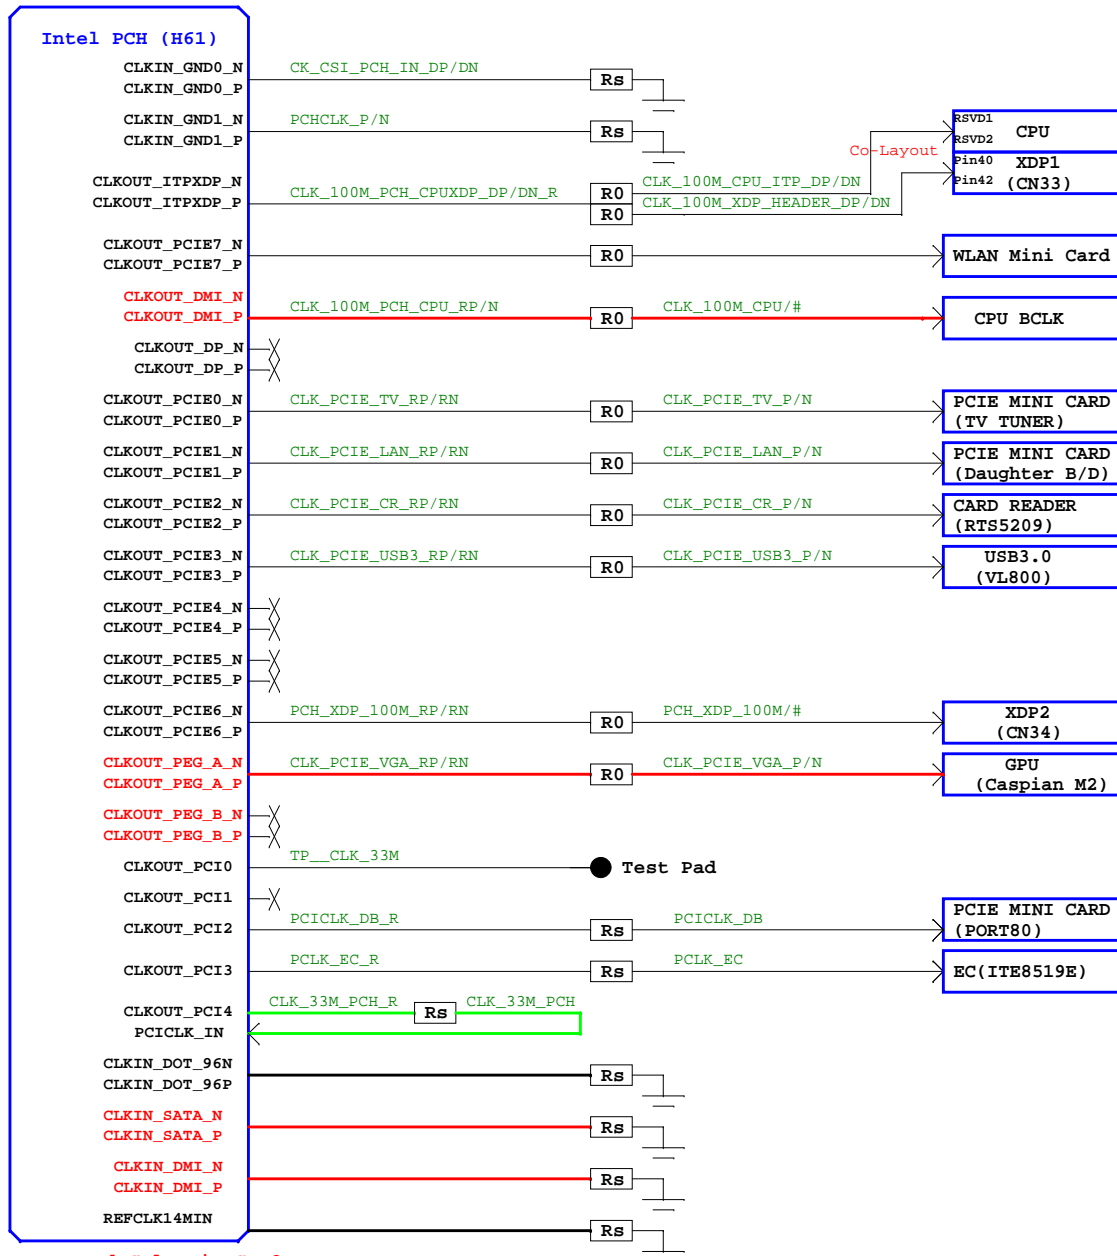 Intel PCH (H61)
CLKIN_GND0_N CK_CSI_PCH_IN_DP/DN
CLKIN_GND0_P Rs
CLKIN_GND1_N PCHCLK_P/N
CLKIN_GND1_P Rs
RSVD1
RSVD2 CPU
Co-Layout
Pin40 XDP1
Pin42 (CN33)
CLKOUT_ITPXDP_N CLK_100M_CPU_ITP_DP/DN
CLKOUT_ITPXDP_P CLK_100M_PCH_CPUXDP_DP/DN_R R0 CLK_100M_XDP_HEADER_DP/DN
R0
CLKOUT_PCIE7_N
CLKOUT_PCIE7_P R0 WLAN Mini Card
CLKOUT_DMI_N CLK_100M_PCH_CPU_RP/N CLK_100M_CPU/#
CLKOUT_DMI_P R0 CPU BCLK
CLKOUT_DP_N
CLKOUT_DP_P
CLKOUT_PCIE0_N CLK_PCIE_TV_RP/RN CLK_PCIE_TV_P/N PCIE MINI CARD
CLKOUT_PCIE0_P R0 (TV TUNER)
CLKOUT_PCIE1_N CLK_PCIE_LAN_RP/RN CLK_PCIE_LAN_P/N PCIE MINI CARD
CLKOUT_PCIE1_P R0 (Daughter B/D)
CLKOUT_PCIE2_N CLK_PCIE_CR_RP/RN CLK_PCIE_CR_P/N CARD READER
CLKOUT_PCIE2_P R0 (RTS5209)
CLKOUT_PCIE3_N CLK_PCIE_USB3_RP/RN CLK_PCIE_USB3_P/N USB3.0
CLKOUT_PCIE3_P R0 (VL800)
CLKOUT_PCIE4_N
CLKOUT_PCIE4_P
CLKOUT_PCIE5_N
CLKOUT_PCIE5_P
CLKOUT_PCIE6_N PCH_XDP_100M_RP/RN PCH_XDP_100M/# XDP2
CLKOUT_PCIE6_P R0 (CN34)
CLKOUT_PEG_A_N CLK_PCIE_VGA_RP/RN CLK_PCIE_VGA_P/N GPU
CLKOUT_PEG_A_P R0 (Caspian M2)
CLKOUT_PEG_B_N
CLKOUT_PEG_B_P
TP__CLK_33M
CLKOUT_PCI0 Test Pad
CLKOUT_PCI1
PCICLK_DB_R PCICLK_DB PCIE MINI CARD
CLKOUT_PCI2 Rs (PORT80)
PCLK_EC_R PCLK_EC
CLKOUT_PCI3 Rs EC(ITE8519E)
CLK_33M_PCH_R CLK_33M_PCH
CLKOUT_PCI4 Rs
PCICLK_IN
CLKIN_DOT_96N
CLKIN_DOT_96P Rs
CLKIN_SATA_N
CLKIN_SATA_P Rs
CLKIN_DMI_N
CLKIN_DMI_P Rs
REFCLK14MIN
Rs